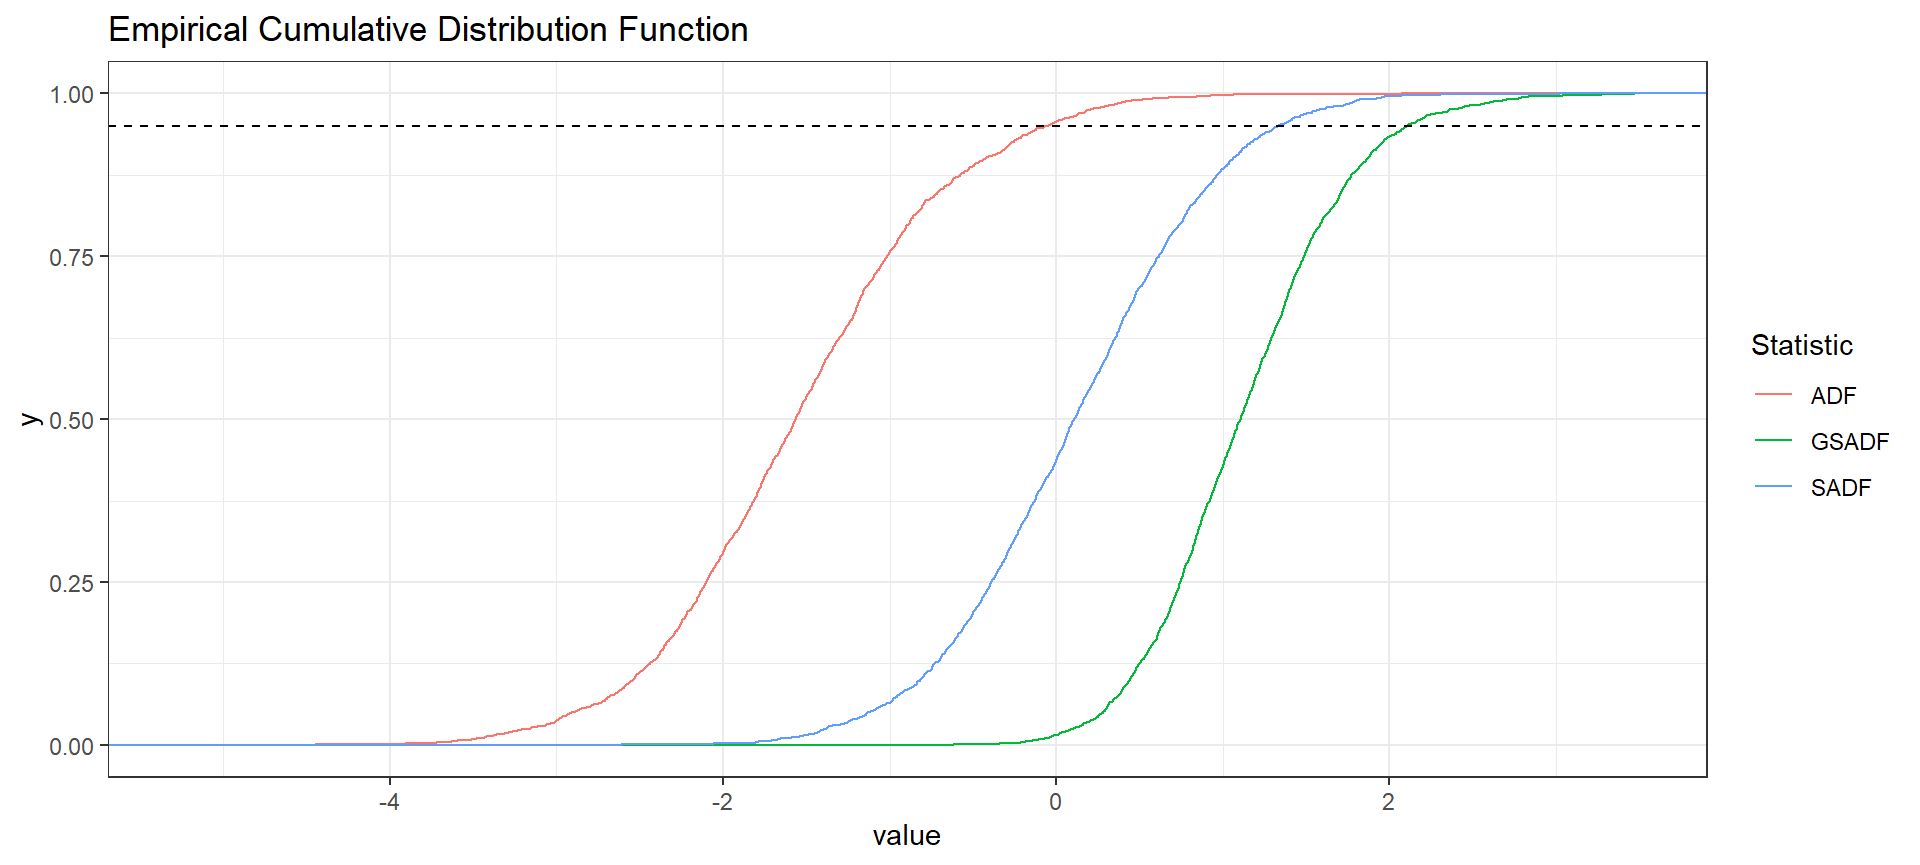 Empirical Cumulative Distribution Function
1.00
0.75
0.50
0.25
0.00
y
-4 -2 0 2
value
Statistic
ADF
GSADF
SADF